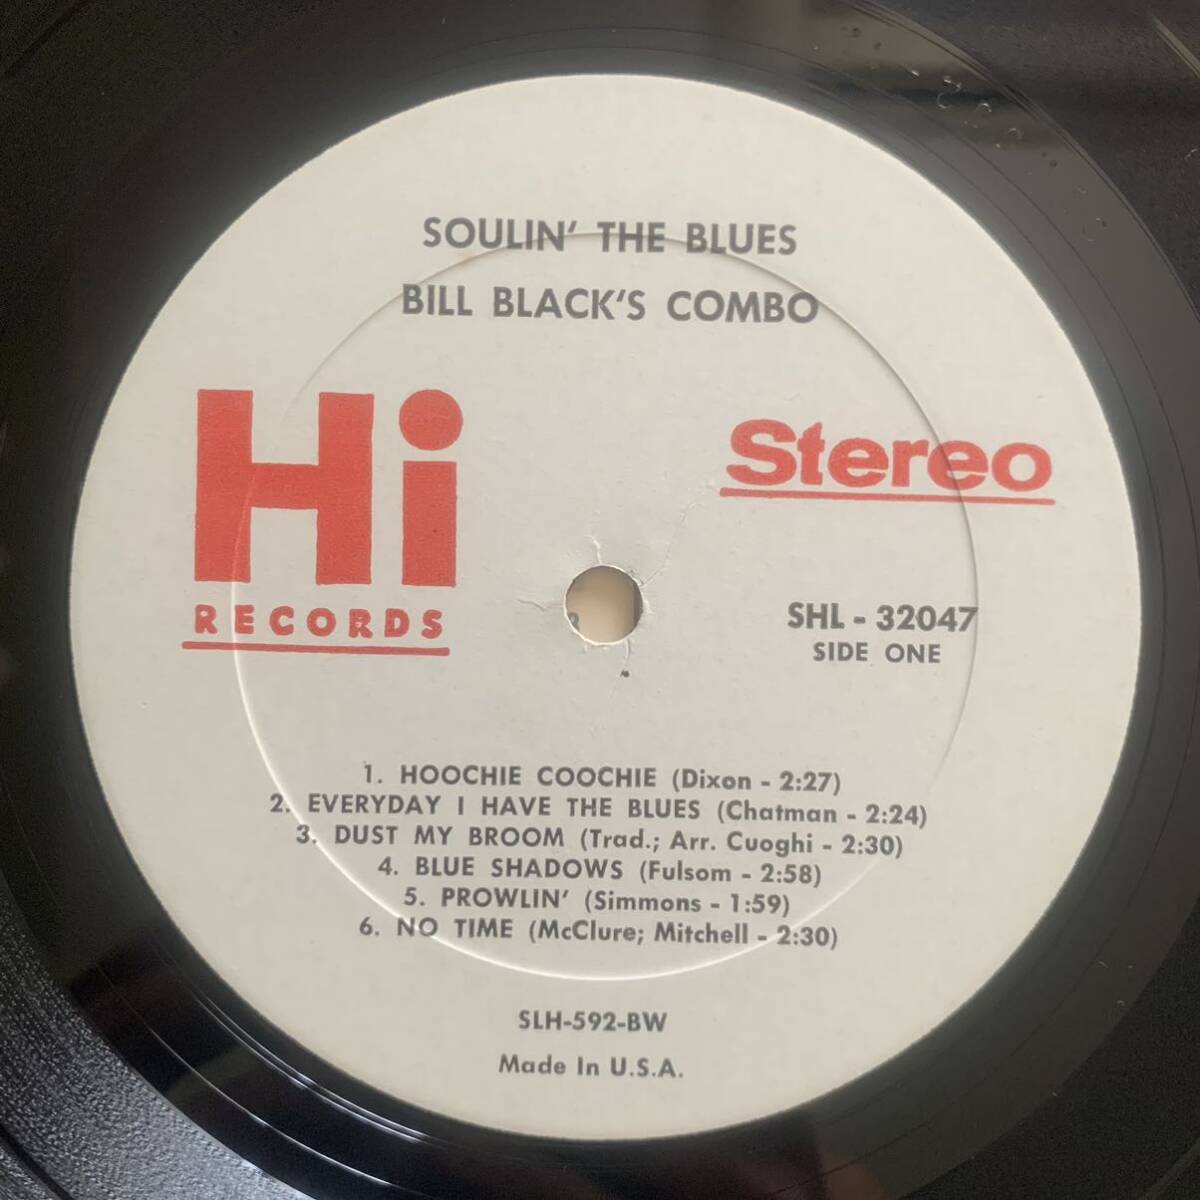 SOULIN' THE BLUES
BILL BLACK'S COMBO
Hi
RECORDS
Stereo
SHL - 32047
SIDE ONE
1. HOOCHIE COOCHIE (Dixon - 2:27)
2. EVERYDAY I HAVE THE BLUES (Chatman - 2:24)
3. DUST MY BROOM (Trad.; Arr. Cuoghi - 2:30)
4. BLUE SHADOWS (Fulsom - 2:58)
5. PROWLIN' (Simmons - 1:59)
6. NO TIME (McClure; Mitchell - 2:30)
SLH-592-BW
Made In U.S.A.